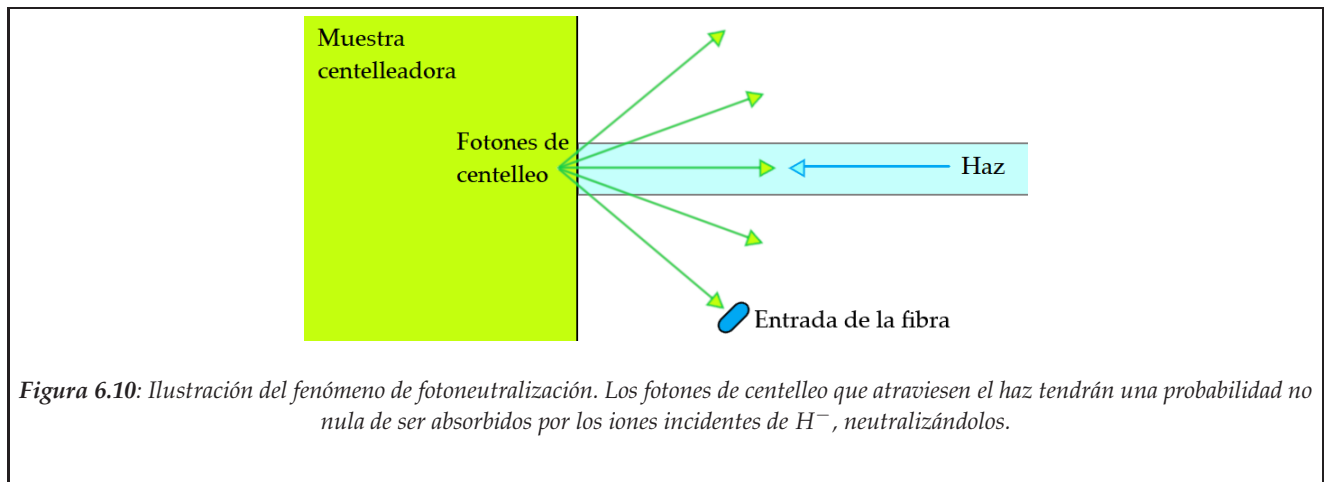 Muestra
centelleadora
Fotones de
centelleo
Haz
Entrada de la fibra
Figura 6.10: Ilustración del fenómeno de fotoneutralización. Los fotones de centelleo que atraviesen el haz tendrán una probabilidad no
nula de ser absorbidos por los iones incidentes de H⁻, neutralizándolos.